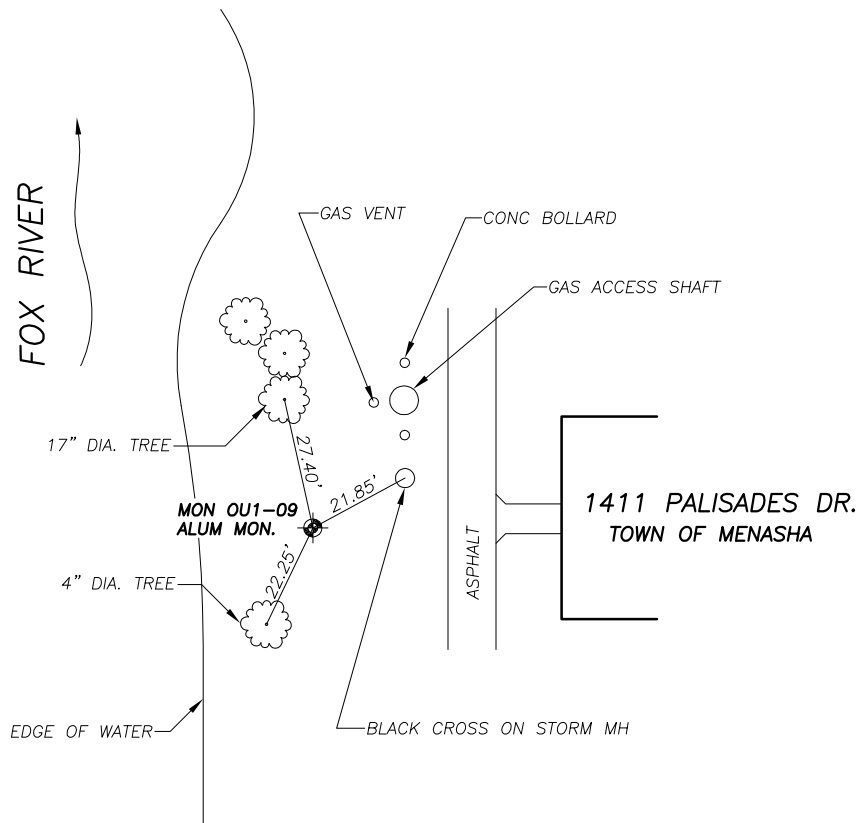 FOX RIVER
GAS VENT
CONC BOLLARD
GAS ACCESS SHAFT
17" DIA. TREE
27.40'
21.85'
MON OU1-09
ALUM MON.
1411 PALISADES DR.
TOWN OF MENASHA
ASPHALT
22.25'
4" DIA. TREE
EDGE OF WATER
BLACK CROSS ON STORM MH